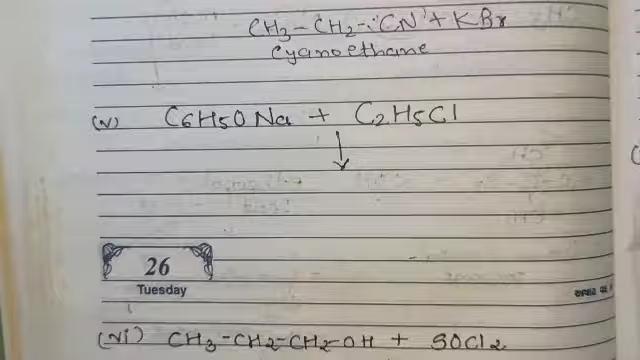 CH3-CH2-CN + KBr
Cyanoethane
(v) C6H5ONa + C2H5Cl
↓
26
Tuesday
(vi) CH3-CH2-CH2-OH + SOCl2